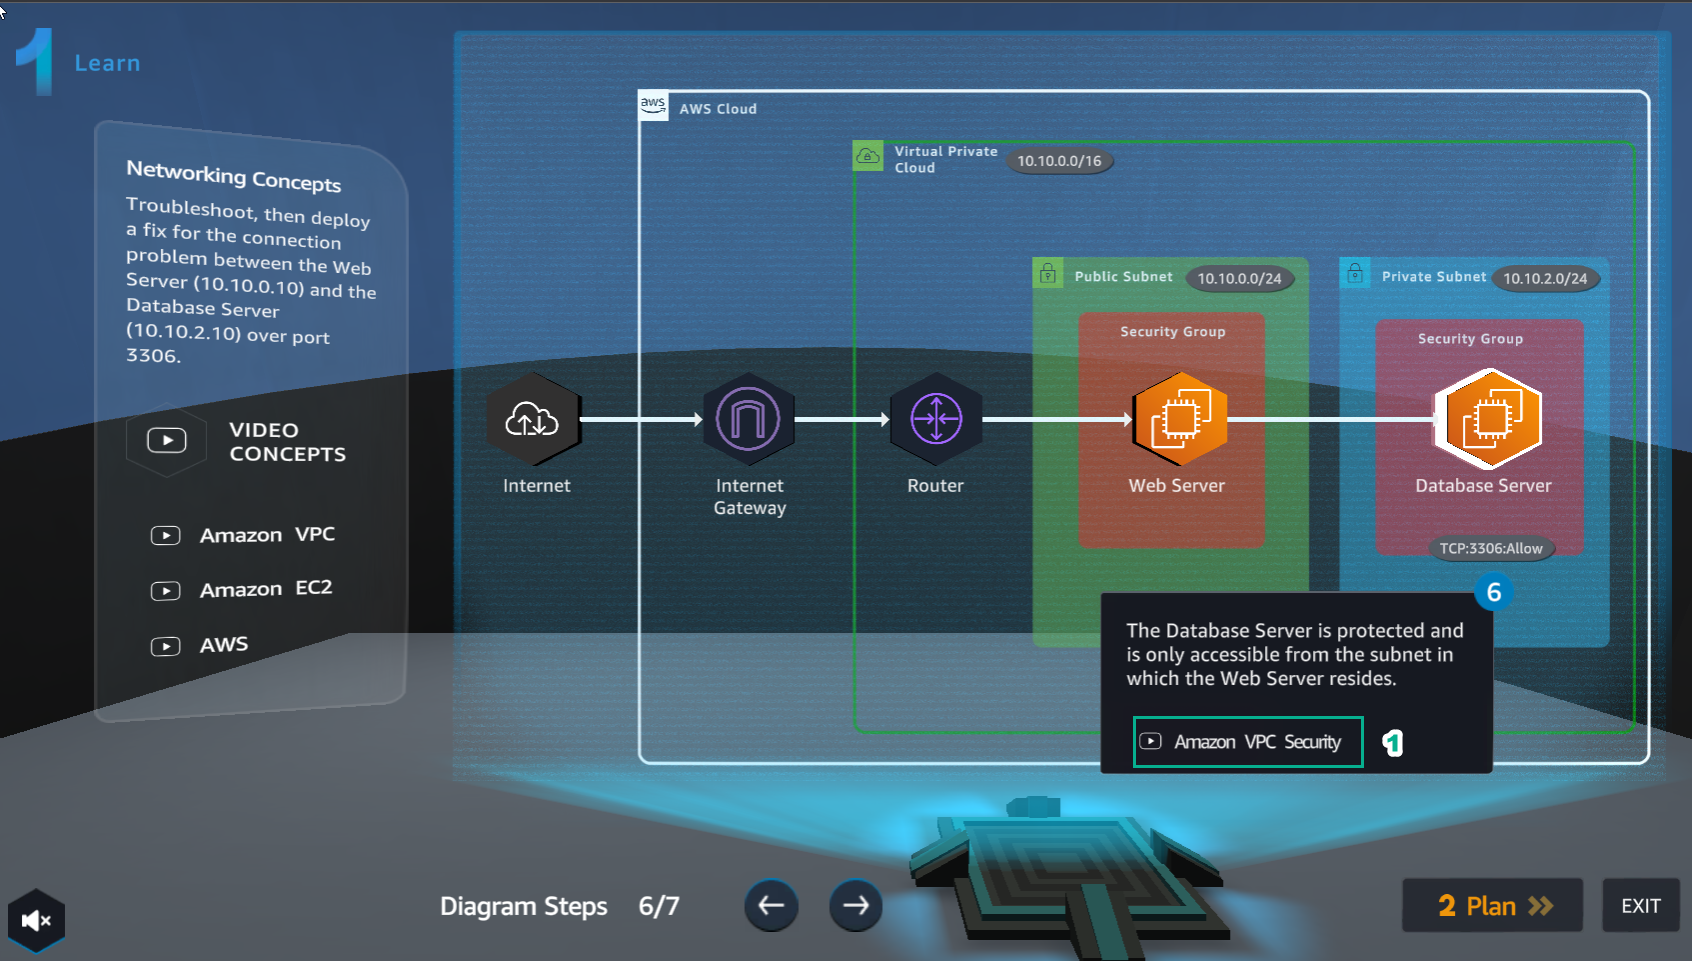 1 Learn
Networking Concepts
Troubleshoot, then deploy
a fix for the connection
problem between the Web
Server (10.10.0.10) and the
Database Server
(10.10.2.10) over port
3306.
VIDEO
CONCEPTS
Amazon VPC
Amazon EC2
AWS
aws
AWS Cloud
Virtual Private
Cloud
10.10.0.0/16
Public Subnet
10.10.0.0/24
Private Subnet
10.10.2.0/24
Security Group
Security Group
Internet
Internet
Gateway
Router
Web Server
Database Server
TCP:3306:Allow
6
The Database Server is protected and
is only accessible from the subnet in
which the Web Server resides.
Amazon VPC Security
1
Diagram Steps 6/7
2 Plan
EXIT